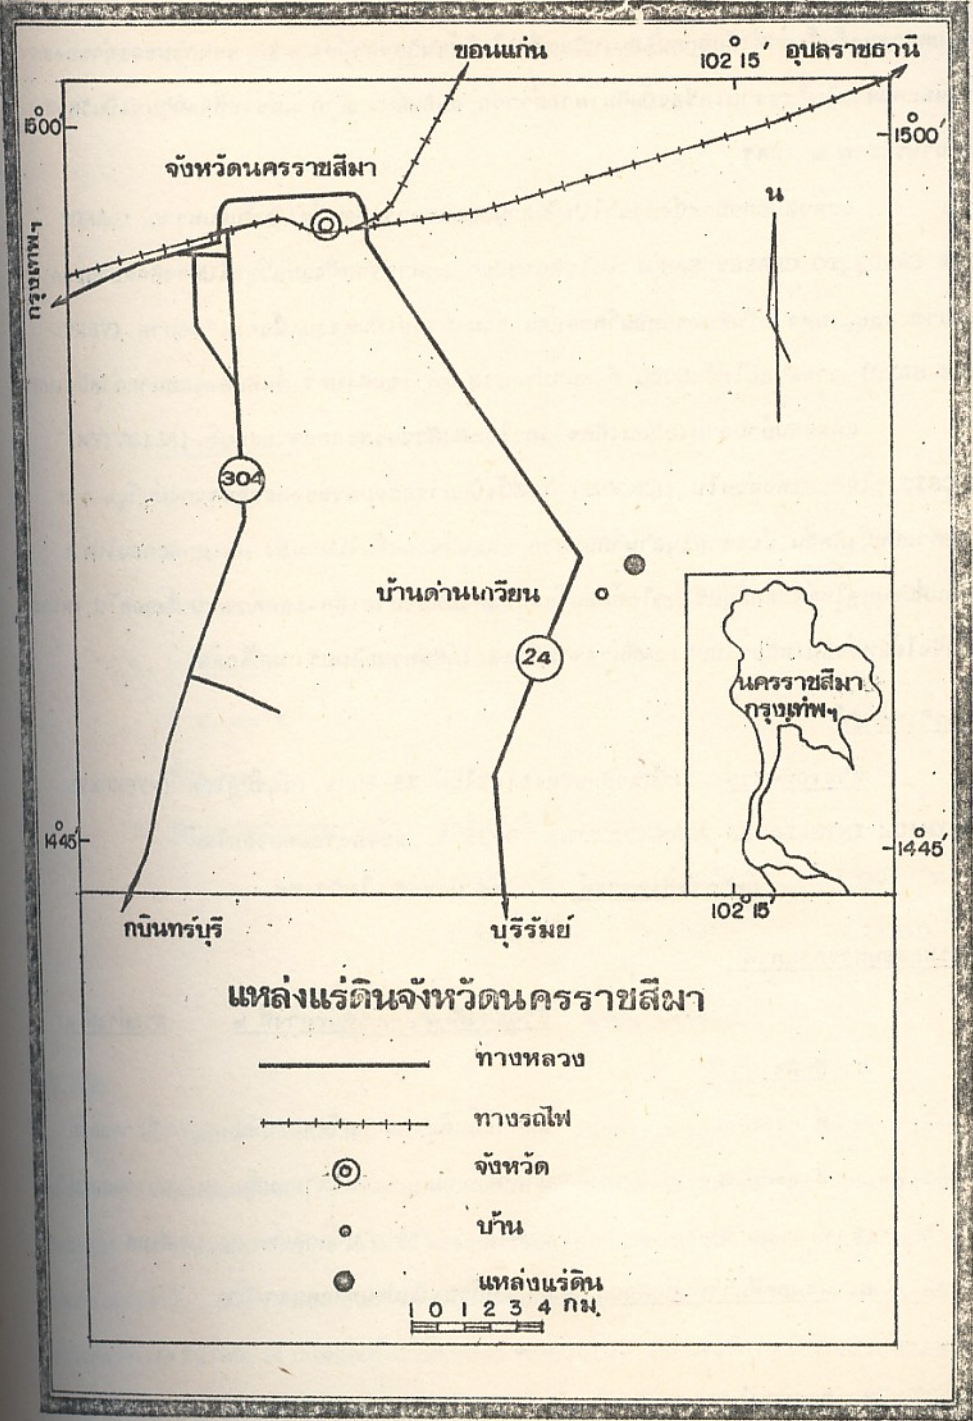 ขอนแก่น
102°15′ อุบลราชธานี
1500′
1500′
จังหวัดนครราชสีมา
น
กรุงเทพฯ
304
บ้านด่านเกวียน
24
นครราชสีมา
กรุงเทพฯ
14°45′
14°45′
102°15′
กบินทร์บุรี
บุรีรัมย์
แหล่งแร่ดินจังหวัดนครราชสีมา
ทางหลวง
ทางรถไฟ
จังหวัด
บ้าน
แหล่งแร่ดิน
1 0 1 2 3 4 กม.